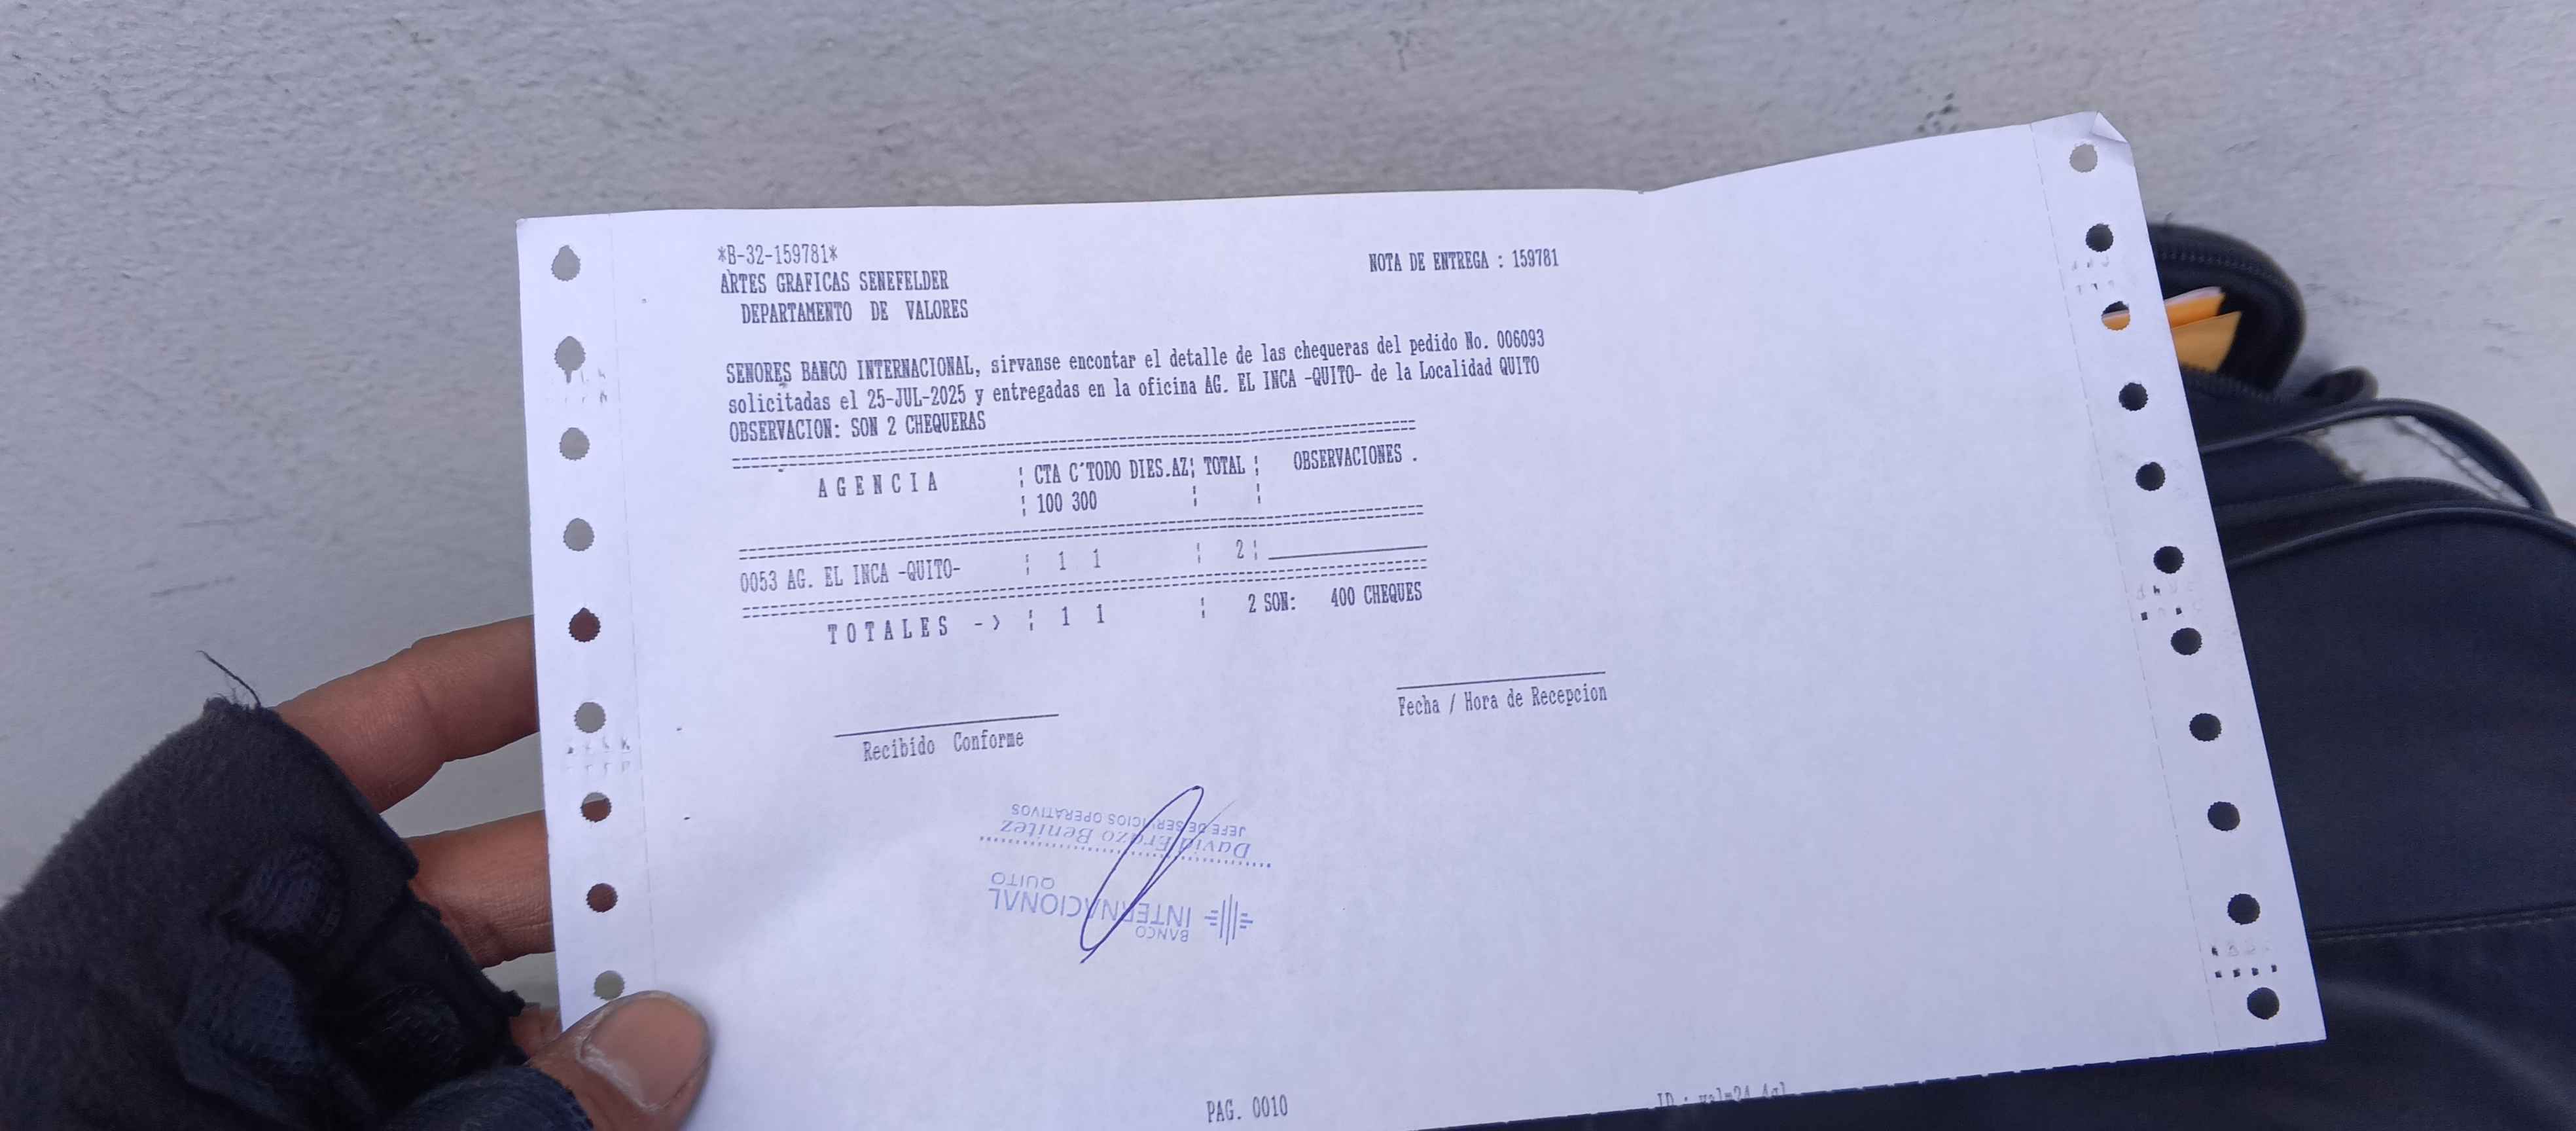 *B-32-159781*
NOTA DE ENTREGA : 159781
ARTES GRAFICAS SENEFELDER
DEPARTAMENTO DE VALORES
SENORES BANCO INTERNACIONAL, sirvanse encontar el detalle de las chequeras del pedido No. 006093
solicitadas el 25-JUL-2025 y entregadas en la oficina AG. EL INCA -QUITO- de la Localidad QUITO
OBSERVACION: SON 2 CHEQUERAS
A G E N C I A ¦ CTA C´TODO DIES.AZ¦ TOTAL ¦ OBSERVACIONES .
¦ 100 300 ¦ ¦
0053 AG. EL INCA -QUITO- ¦ 1 1 ¦ 2¦
T O T A L E S -> ¦ 1 1 ¦ 2 SON: 400 CHEQUES
Recibido Conforme
Fecha / Hora de Recepcion
BANCO
INTERNACIONAL
QUITO
David Erazo Benitez
JEFE DE SERVICIOS OPERATIVOS
PAG. 0010